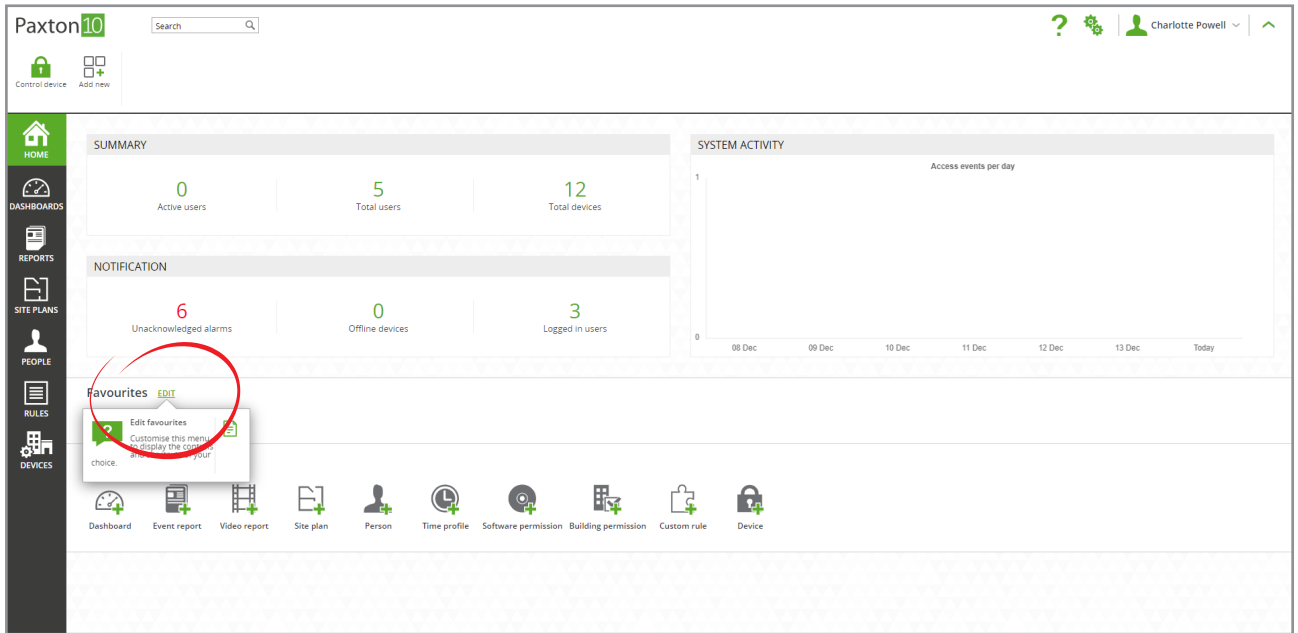 Paxton10
Search
Charlotte Powell
Control device
Add new
HOME
DASHBOARDS
REPORTS
SITE PLANS
PEOPLE
RULES
DEVICES
SUMMARY
0
Active users
5
Total users
12
Total devices
NOTIFICATION
6
Unacknowledged alarms
0
Offline devices
3
Logged in users
SYSTEM ACTIVITY
Access events per day
1
0
08 Dec
09 Dec
10 Dec
11 Dec
12 Dec
13 Dec
Today
Favourites EDIT
Edit favourites
Customise this menu
to display the
and your
choice.
Dashboard
Event report
Video report
Site plan
Person
Time profile
Software permission
Building permission
Custom rule
Device